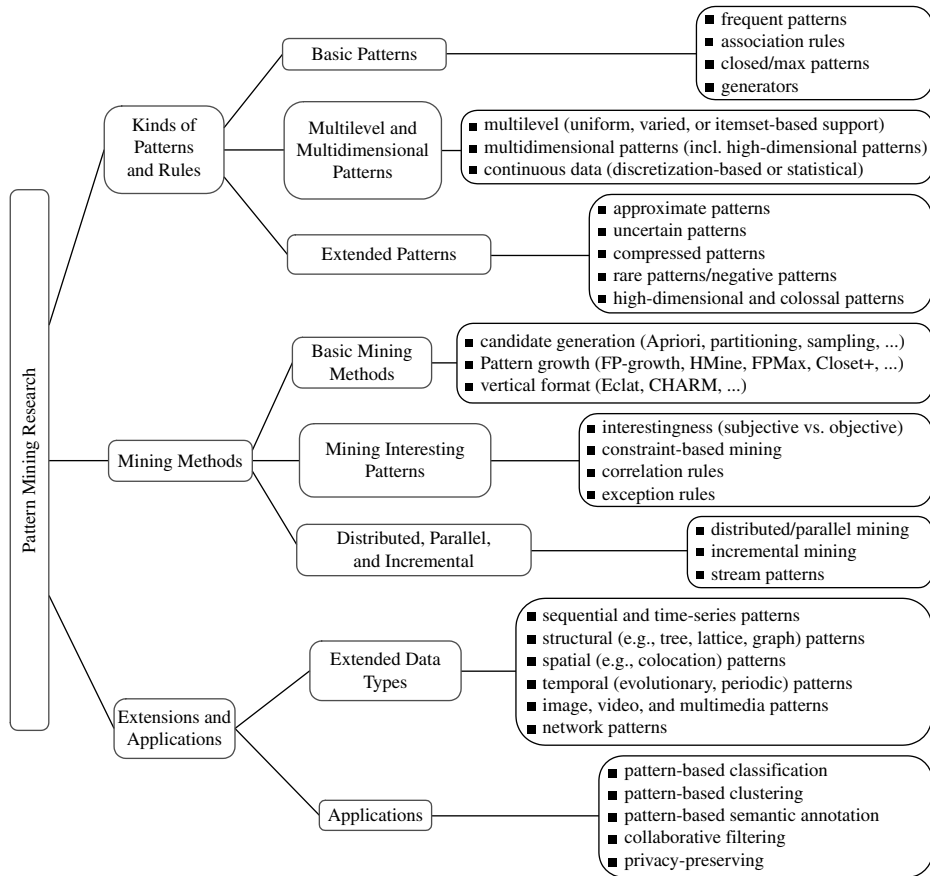 Pattern Mining Research
Kinds of
Patterns
and Rules
Basic Patterns
■ frequent patterns
■ association rules
■ closed/max patterns
■ generators
Multilevel and
Multidimensional
Patterns
■ multilevel (uniform, varied, or itemset-based support)
■ multidimensional patterns (incl. high-dimensional patterns)
■ continuous data (discretization-based or statistical)
Extended Patterns
■ approximate patterns
■ uncertain patterns
■ compressed patterns
■ rare patterns/negative patterns
■ high-dimensional and colossal patterns
Mining Methods
Basic Mining
Methods
■ candidate generation (Apriori, partitioning, sampling, ...)
■ Pattern growth (FP-growth, HMine, FPMax, Closet+, ...)
■ vertical format (Eclat, CHARM, ...)
Mining Interesting
Patterns
■ interestingness (subjective vs. objective)
■ constraint-based mining
■ correlation rules
■ exception rules
Distributed, Parallel,
and Incremental
■ distributed/parallel mining
■ incremental mining
■ stream patterns
Extensions and
Applications
Extended Data
Types
■ sequential and time-series patterns
■ structural (e.g., tree, lattice, graph) patterns
■ spatial (e.g., colocation) patterns
■ temporal (evolutionary, periodic) patterns
■ image, video, and multimedia patterns
■ network patterns
Applications
■ pattern-based classification
■ pattern-based clustering
■ pattern-based semantic annotation
■ collaborative filtering
■ privacy-preserving